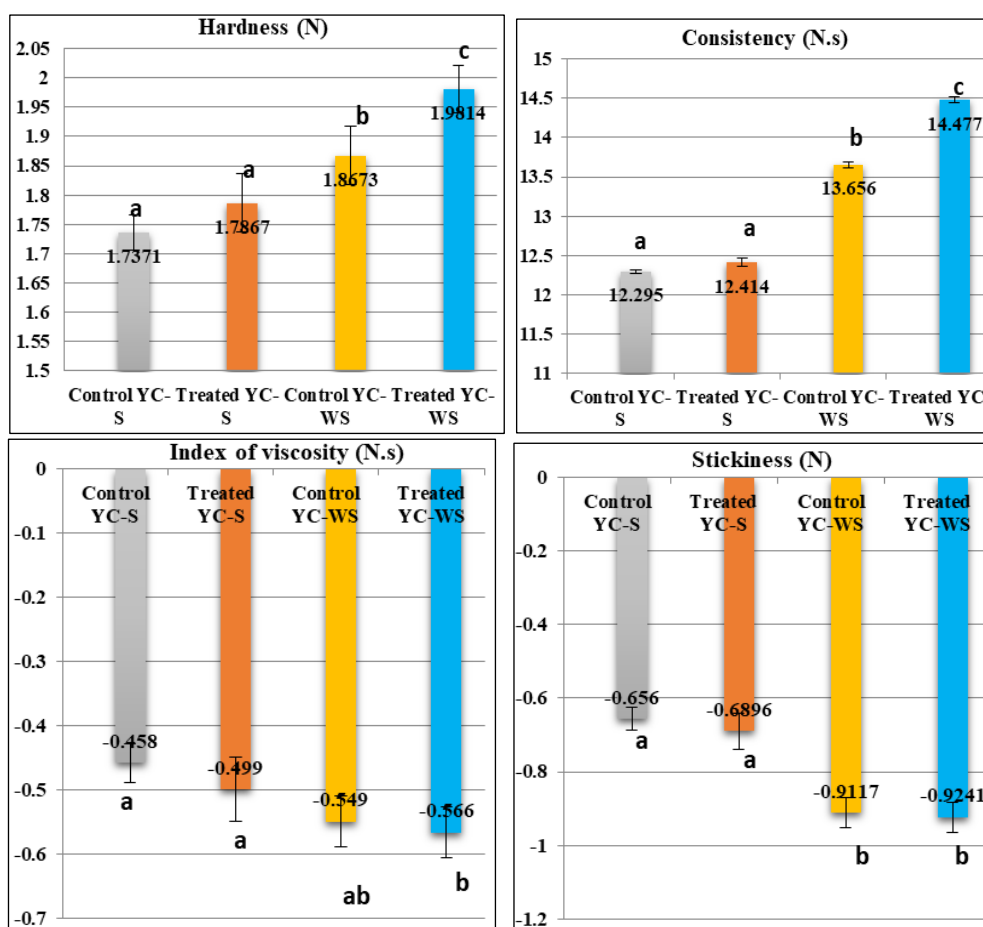 Hardness (N)
2.05
2
1.95
1.9
1.85
1.8
1.75
1.7
1.65
1.6
1.55
1.5
a
a
b
c
1.7371
1.7867
1.8673
1.9814
Control YC-S
Treated YC-S
Control YC-WS
Treated YC-WS
Consistency (N.s)
15
14.5
14
13.5
13
12.5
12
11.5
11
a
a
b
c
12.295
12.414
13.656
14.477
Control YC-S
Treated YC-S
Control YC-WS
Treated YC-WS
Index of viscosity (N.s)
0
-0.1
-0.2
-0.3
-0.4
-0.5
-0.6
-0.7
Control YC-S
Treated YC-S
Control YC-WS
Treated YC-WS
-0.458
-0.499
-0.549
-0.566
a
a
ab
b
Stickiness (N)
0
-0.2
-0.4
-0.6
-0.8
-1
-1.2
Control YC-S
Treated YC-S
Control YC-WS
Treated YC-WS
-0.656
-0.6896
-0.9117
-0.9241
a
a
b
b